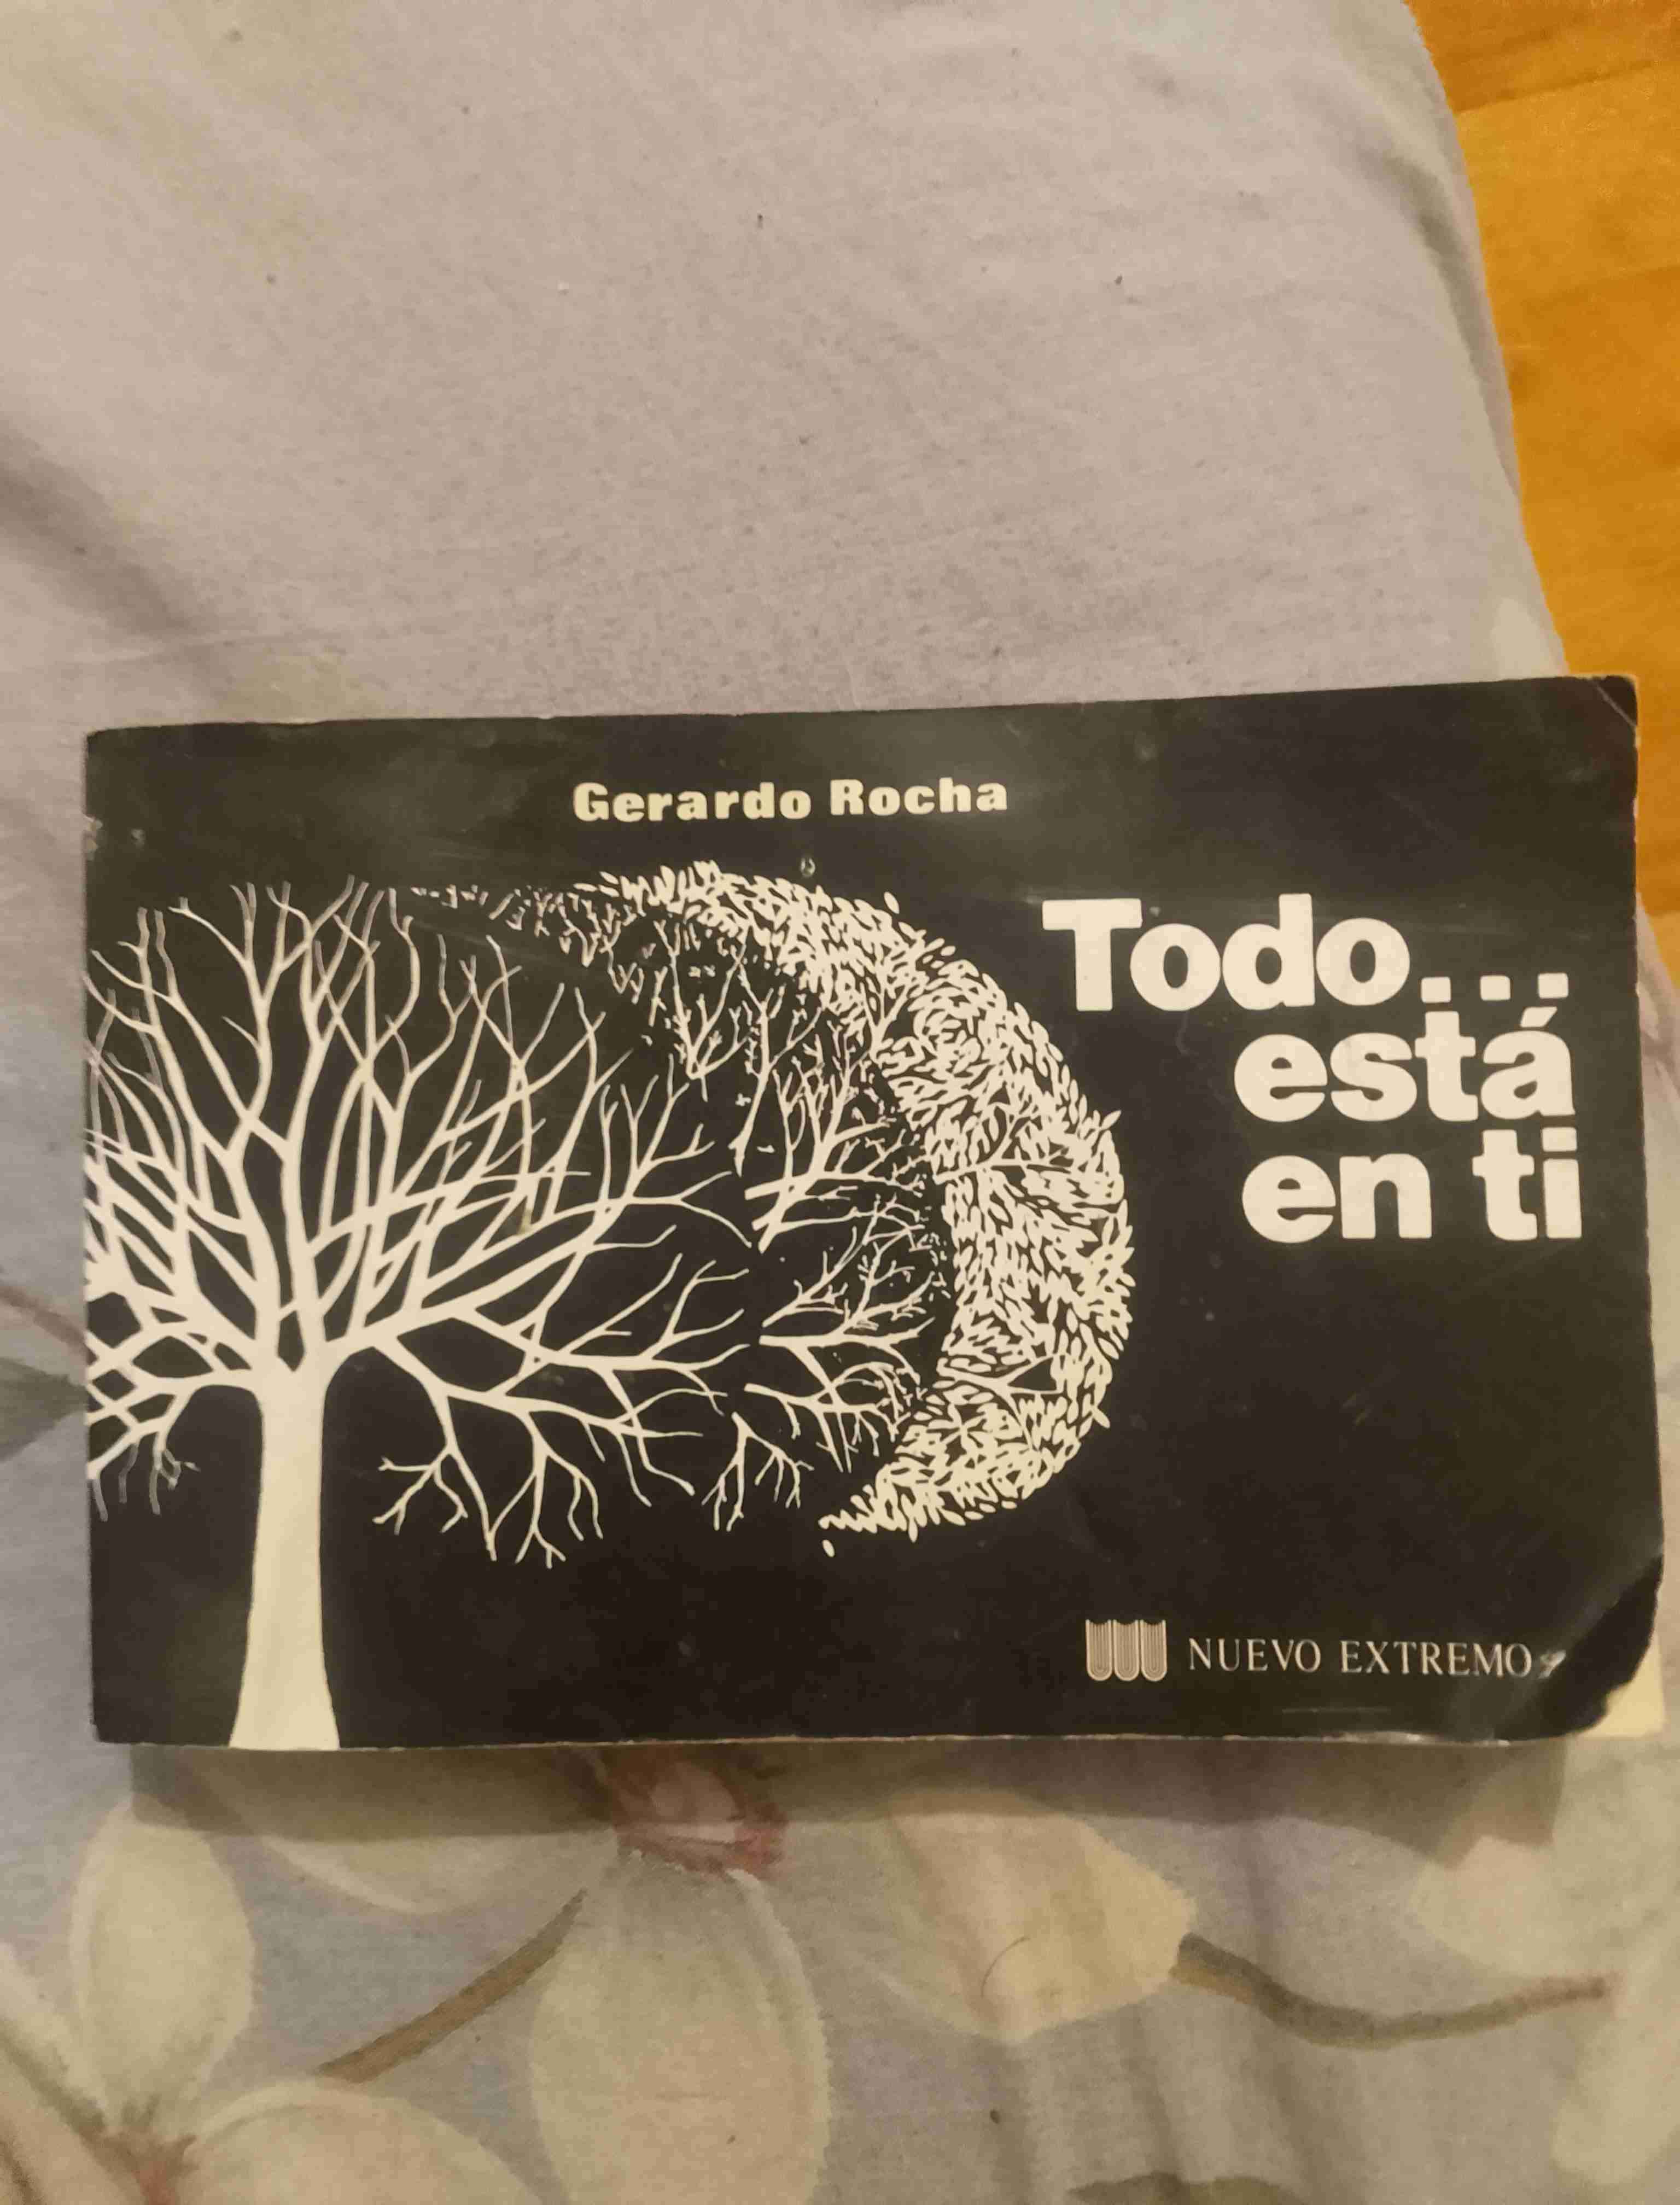 Gerardo Rocha
Todo...
está
en ti
NUEVO EXTREMO